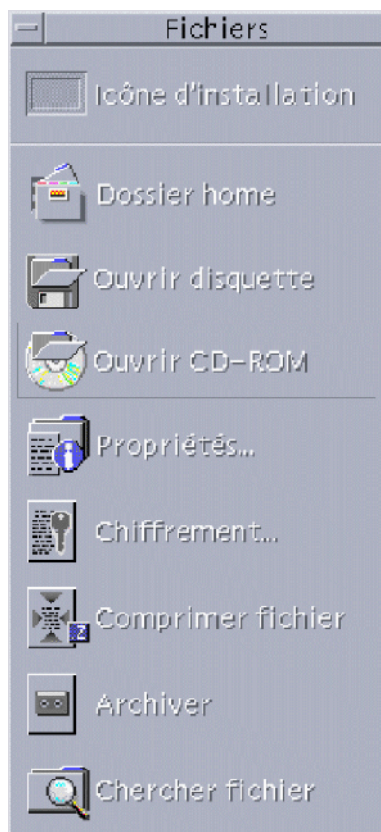 Fichiers
Icône d'installation
Dossier home
Ouvrir disquette
Ouvrir CD-ROM
Propriétés...
Chiffrement...
Comprimer fichier
.Z
Archiver
Chercher fichier